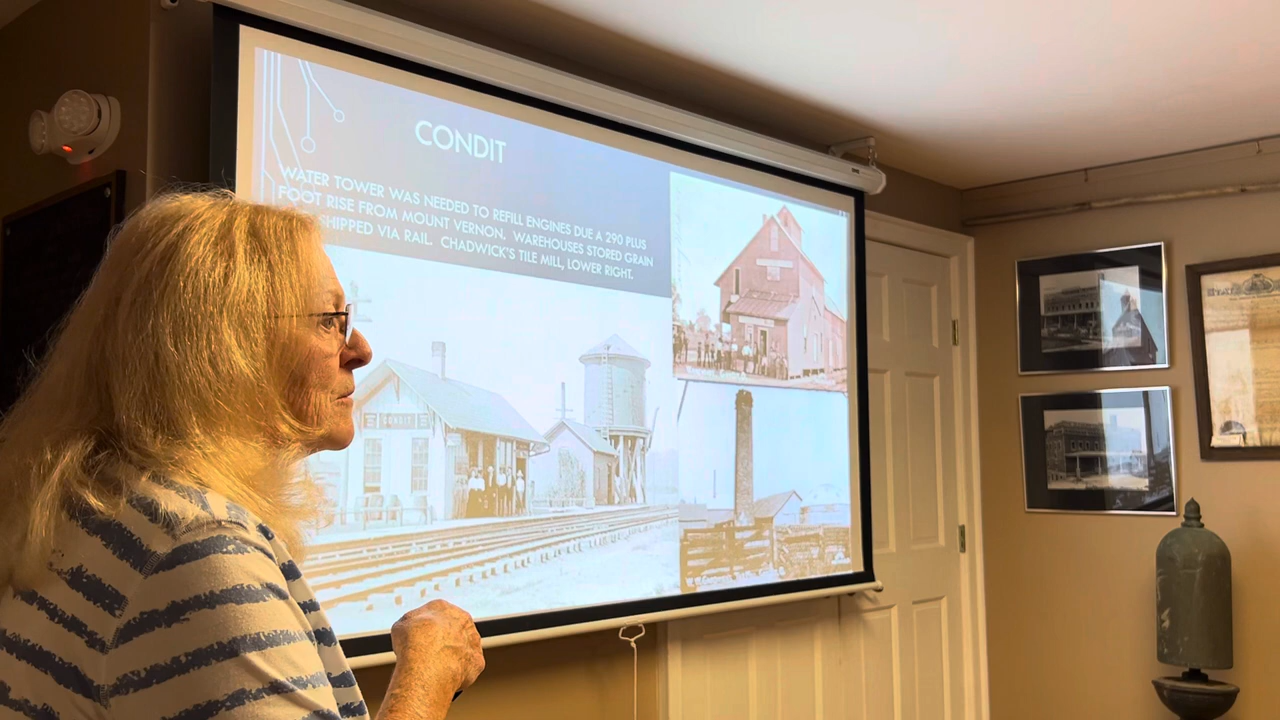 CONDIT
WATER TOWER WAS NEEDED TO REFILL ENGINES DUE A 290 PLUS
FOOT RISE FROM MOUNT VERNON. WAREHOUSES STORED GRAIN
SHIPPED VIA RAIL. CHADWICK'S TILE MILL, LOWER RIGHT.
CONDIT